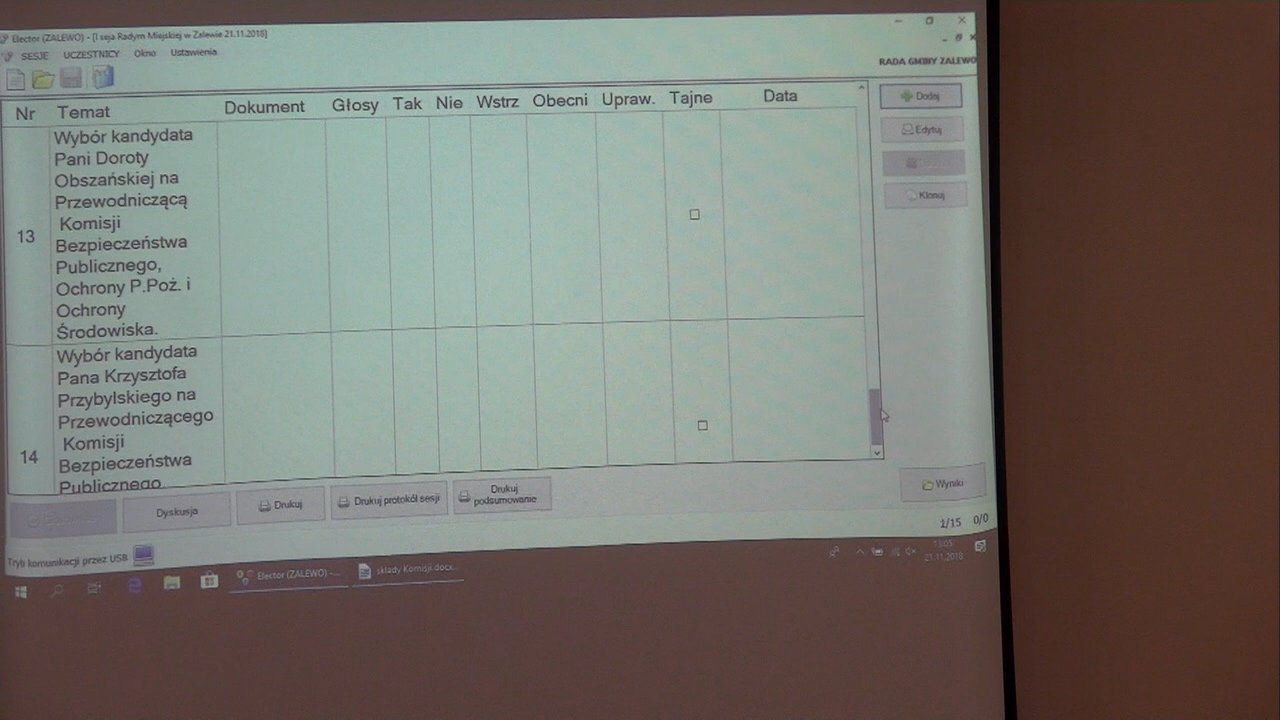 Elector (ZALEWO) - [I seja Radym Miejskiej w Zalewie 21.11.2018]
SESJE UCZESTNICY Okno Ustawienia
RADA GMINY ZALEWO
Nr Temat Dokument Głosy Tak Nie Wstrz Obecni Upraw. Tajne Data
Dodaj
Edytuj
Klonuj
13
Wybór kandydata
Pani Doroty
Obszańskiej na
Przewodniczącą
Komisji
Bezpieczeństwa
Publicznego,
Ochrony P.Poż. i
Ochrony
Środowiska.
14
Wybór kandydata
Pana Krzysztofa
Przybylskiego na
Przewodniczącego
Komisji
Bezpieczeństwa
Publicznego
Dyskusja
Drukuj
Drukuj protokół sesji
Drukuj
podsumowanie
Wyniki
1/15 0/0
Tryb komunikacji przez USB
Elector (ZALEWO) -...
składy Komisji.docx...
13:05
21.11.2018